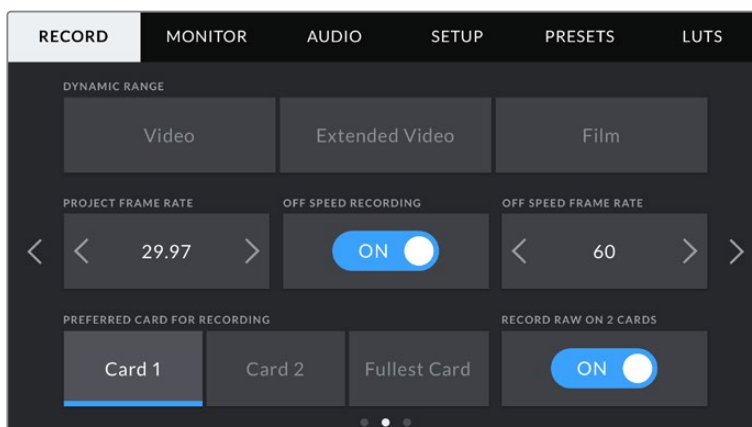 RECORD MONITOR AUDIO SETUP PRESETS LUTS
DYNAMIC RANGE
Video Extended Video Film
PROJECT FRAME RATE OFF SPEED RECORDING OFF SPEED FRAME RATE
29.97 ON 60
PREFERRED CARD FOR RECORDING RECORD RAW ON 2 CARDS
Card 1 Card 2 Fullest Card ON